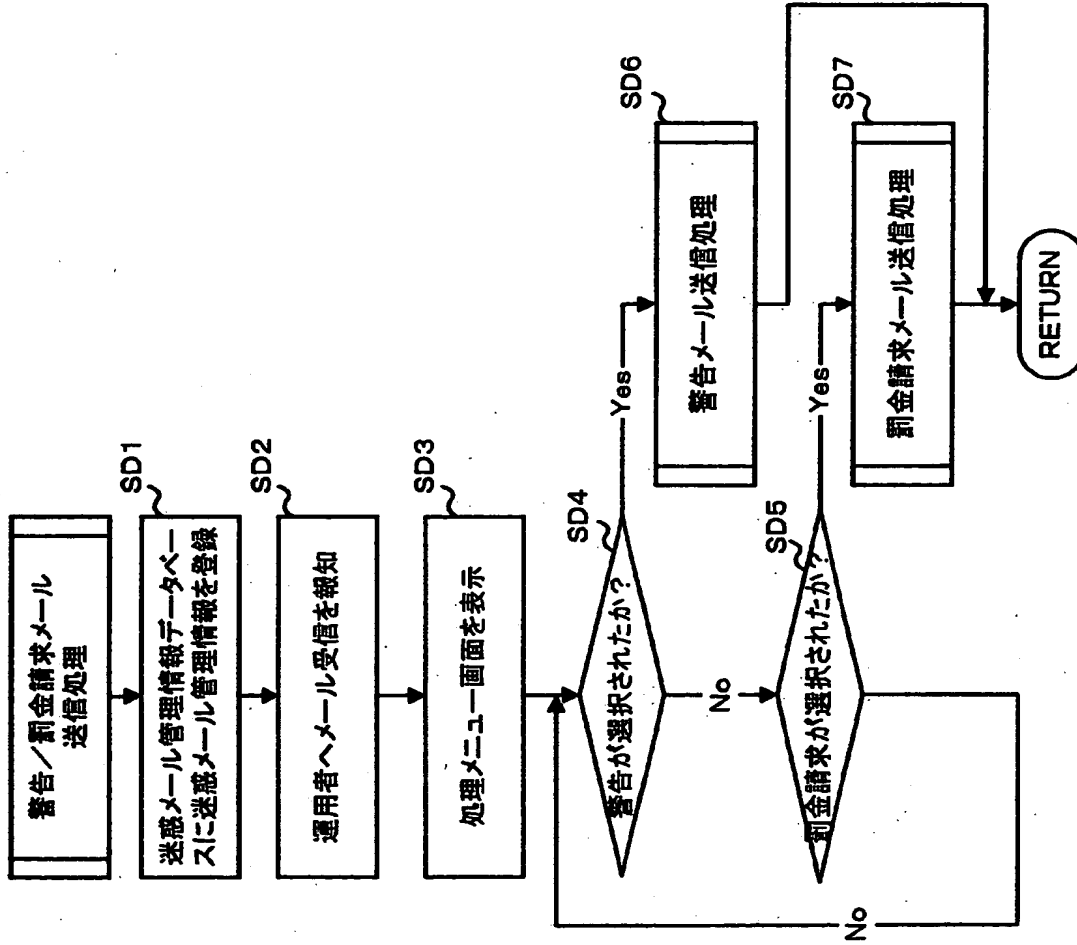 警告／罰金請求メール
送信処理
SD1
迷惑メール管理情報データベー
スに迷惑メール管理情報を登録
SD2
運用者へメール受信を報知
SD3
処理メニュー画面を表示
SD4
警告が選択されたか？
Yes
SD6
警告メール送信処理
No
SD5
罰金請求が選択されたか？
Yes
SD7
罰金請求メール送信処理
No
RETURN